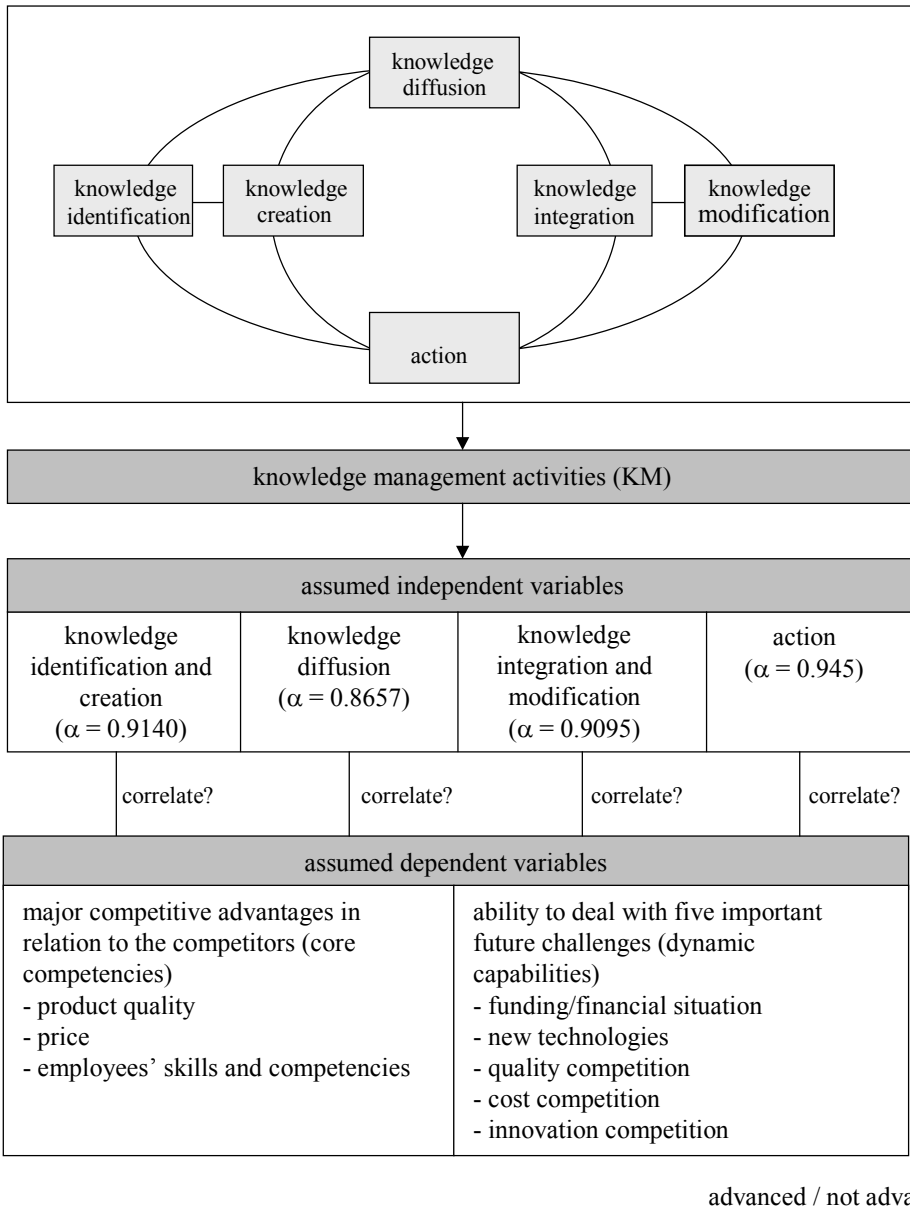 knowledge
diffusion
knowledge
identification
knowledge
creation
knowledge
integration
knowledge
modification
action
knowledge management activities (KM)
assumed independent variables
knowledge
identification and
creation
(α = 0.9140)
knowledge
diffusion
(α = 0.8657)
knowledge
integration and
modification
(α = 0.9095)
action
(α = 0.945)
correlate?
correlate?
correlate?
correlate?
assumed dependent variables
major competitive advantages in
relation to the competitors (core
competencies)
- product quality
- price
- employees’ skills and competencies
ability to deal with five important
future challenges (dynamic
capabilities)
- funding/financial situation
- new technologies
- quality competition
- cost competition
- innovation competition
advanced / not